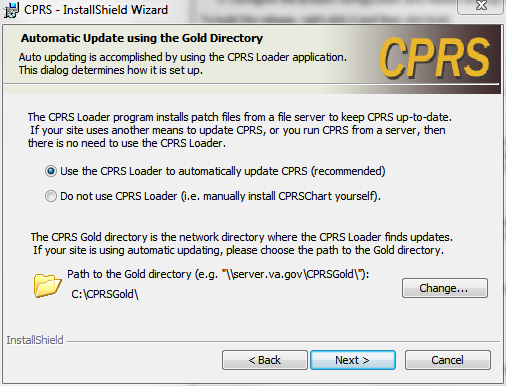 CPRS - InstallShield Wizard
Automatic Update using the Gold Directory
Auto updating is accomplished by using the CPRS Loader application.
This dialog determines how it is set up.
CPRS
The CPRS Loader program installs patch files from a file server to keep CPRS up-to-date.
If your site uses another means to update CPRS, or you run CPRS from a server, then
there is no need to use the CPRS Loader.
Use the CPRS Loader to automatically update CPRS (recommended)
Do not use CPRS Loader (i.e. manually install CPRSChart yourself).
The CPRS Gold directory is the network directory where the CPRS Loader finds updates.
If your site is using automatic updating, please choose the path to the Gold directory.
Path to the Gold directory (e.g. "\\server.va.gov\CPRSGold\"):
C:\CPRSGold\
Change...
InstallShield
< Back
Next >
Cancel